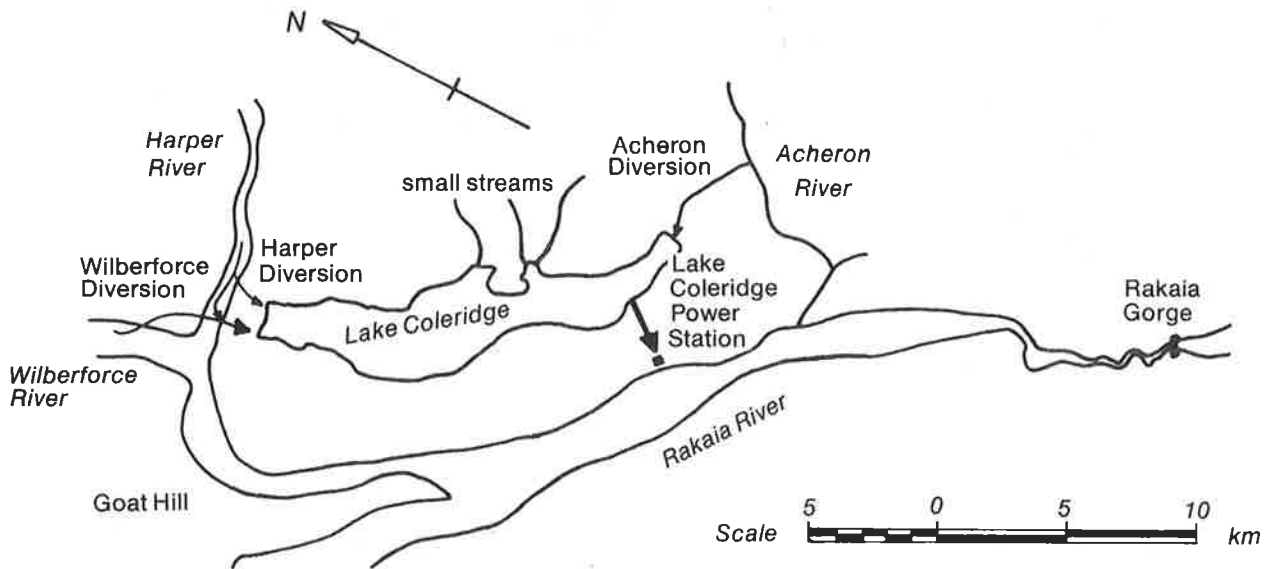 N
Harper
River
Acheron
Diversion
Acheron
River
small streams
Wilberforce
Diversion
Harper
Diversion
Lake Coleridge
Lake
Coleridge
Power
Station
Rakaia
Gorge
Wilberforce
River
Rakaia River
Goat Hill
5 0 5 10
Scale km